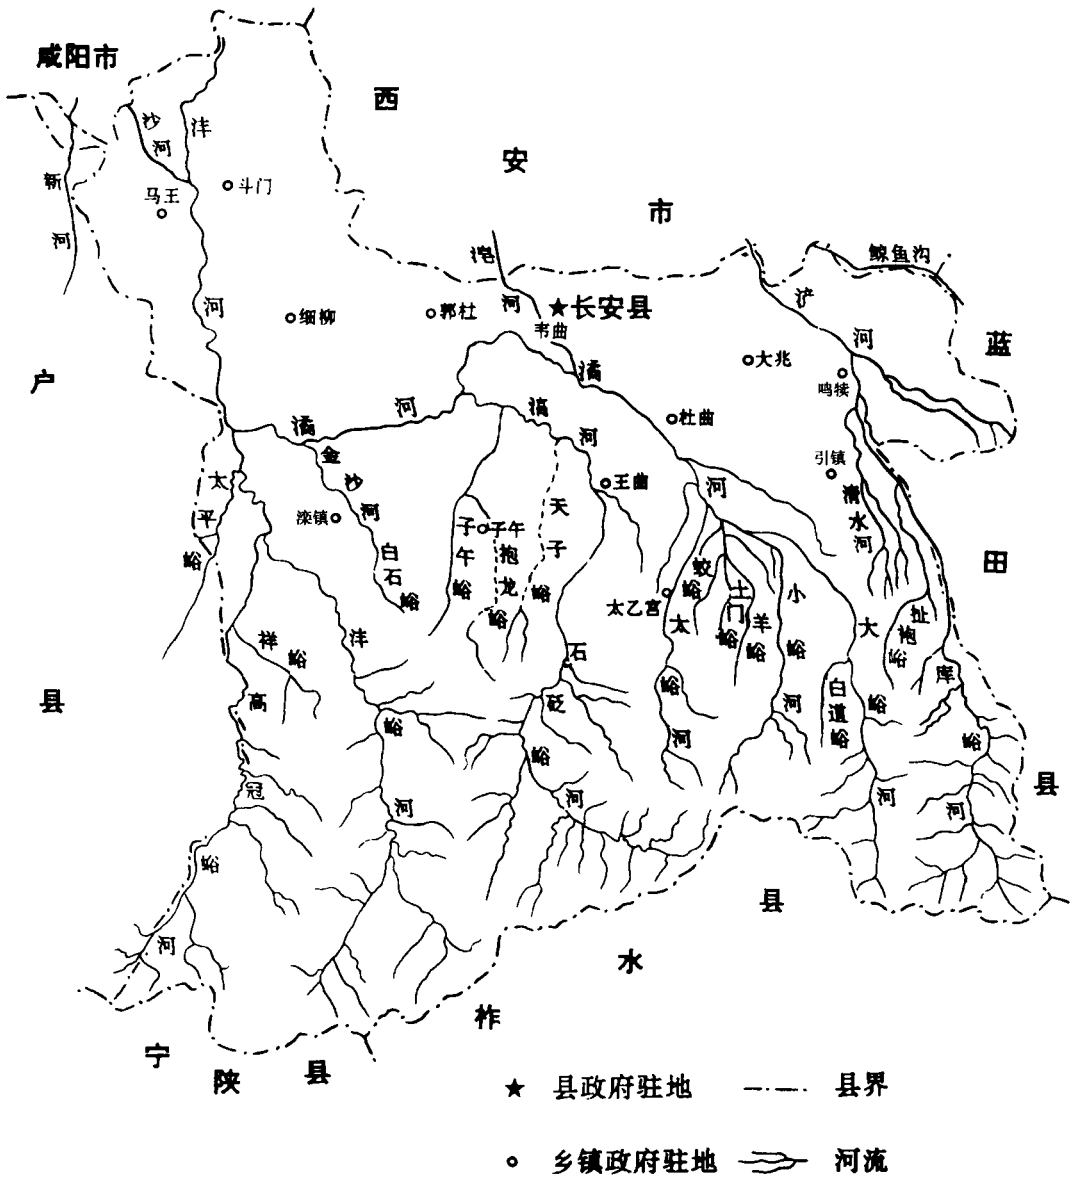 咸阳市
西安市
蓝田县
户县
宁陕县
柞水县
新河
沙河
沣河
马王
斗门
细柳
郭杜
河
★长安县
韦曲
浐河
鲸鱼沟
大兆
鸣犊
杜曲
引镇
潏河
潏河
滈河
金沙河
王曲
滦镇
太平峪
子午
子午峪
抱龙峪
天子峪
白石峪
太乙宫
蛟峪
土门峪
羊峪
小峪河
太峪河
大峪河
白道峪
清水河
扯袍峪
库峪河
祥峪
沣峪河
高冠峪河
石砭峪河
★ 县政府驻地
县界
乡镇政府驻地
河流